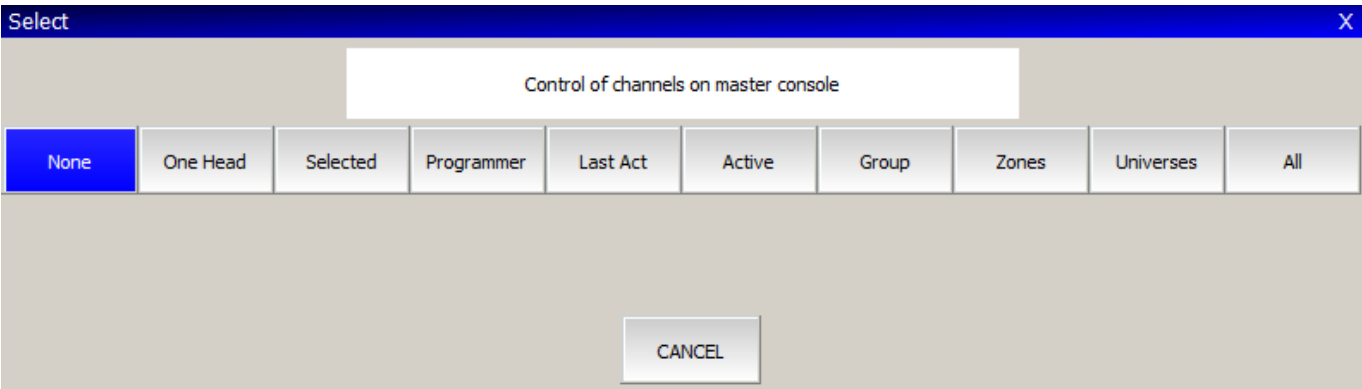 Select X
Control of channels on master console
None One Head Selected Programmer Last Act Active Group Zones Universes All
CANCEL